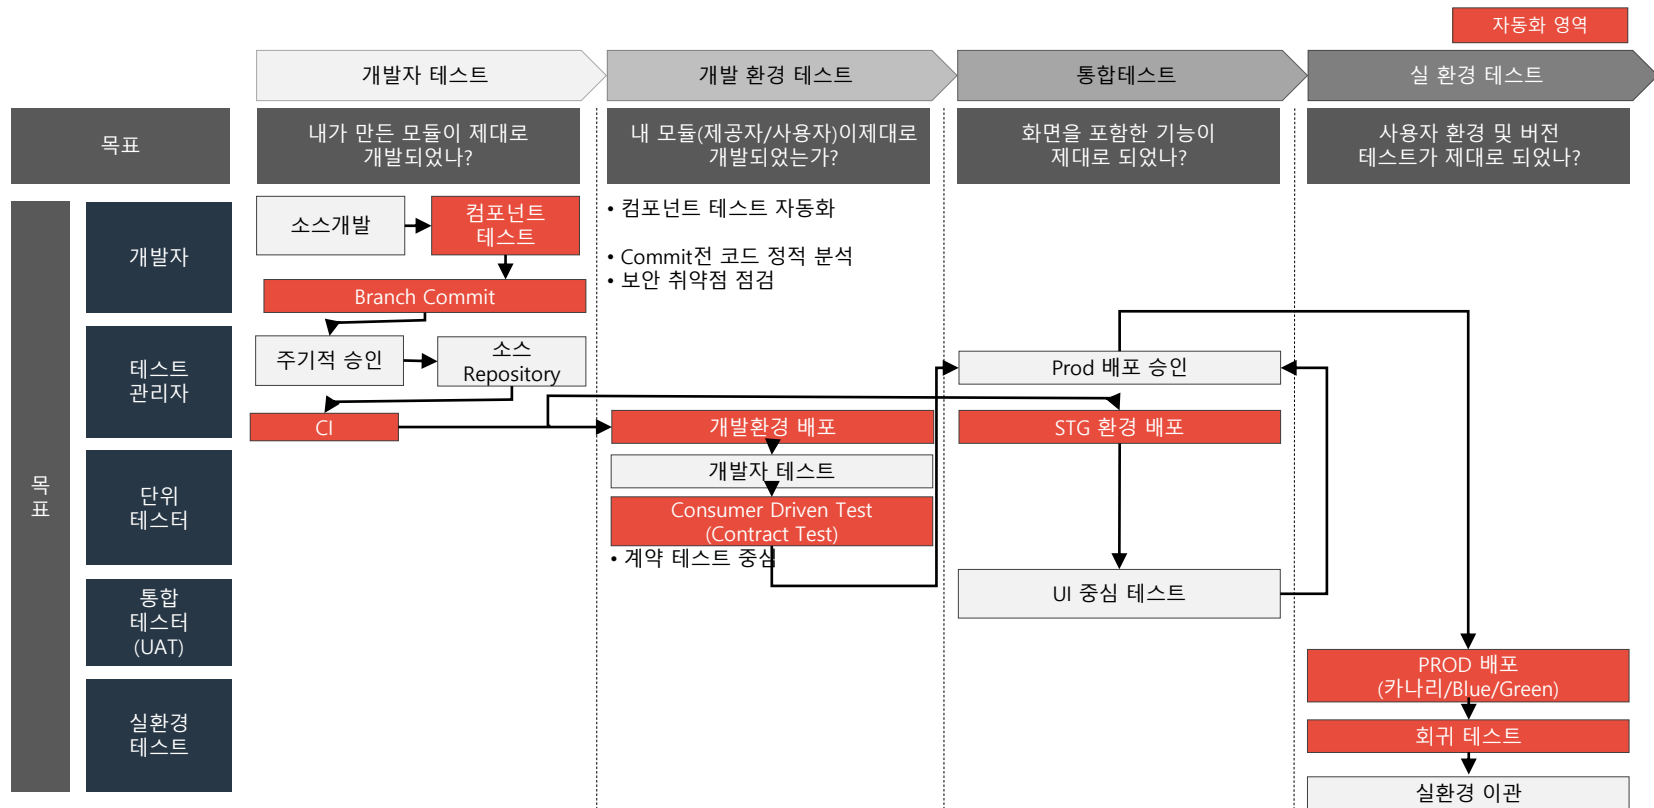 자동화 영역
개발자 테스트
개발 환경 테스트
통합테스트
실 환경 테스트
목표
내가 만든 모듈이 제대로
개발되었나?
내 모듈(제공자/사용자)이제대로
개발되었는가?
화면을 포함한 기능이
제대로 되었나?
사용자 환경 및 버전
테스트가 제대로 되었나?
목
표
개발자
소스개발
컴포넌트
테스트
Branch Commit
• 컴포넌트 테스트 자동화
• Commit전 코드 정적 분석
• 보안 취약점 점검
테스트
관리자
주기적 승인
소스
Repository
Prod 배포 승인
CI
개발환경 배포
STG 환경 배포
단위
테스터
개발자 테스트
Consumer Driven Test
(Contract Test)
• 계약 테스트 중심
통합
테스터
(UAT)
UI 중심 테스트
실환경
테스트
PROD 배포
(카나리/Blue/Green)
회귀 테스트
실환경 이관